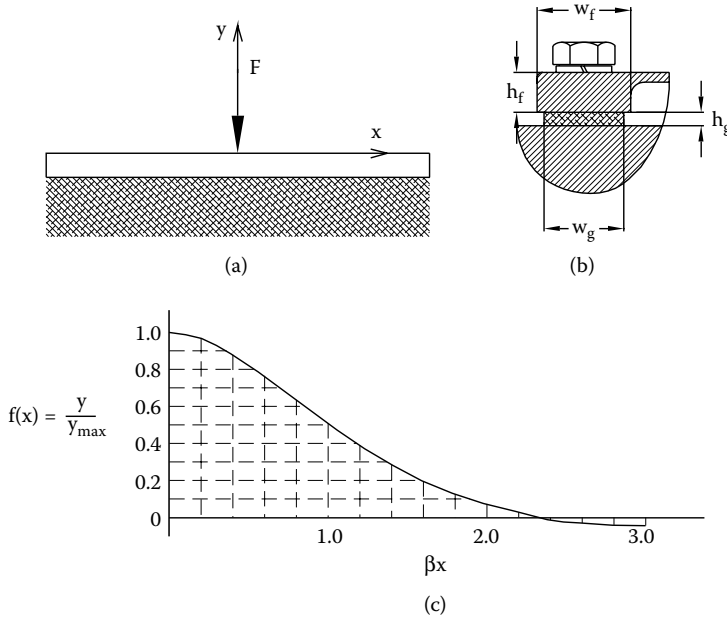 y
F
x
(a)
w_f
h_f
h_g
w_g
(b)
1.0
0.8
0.6
0.4
0.2
0
f(x) = y / y_max
1.0 2.0 3.0
βx
(c)